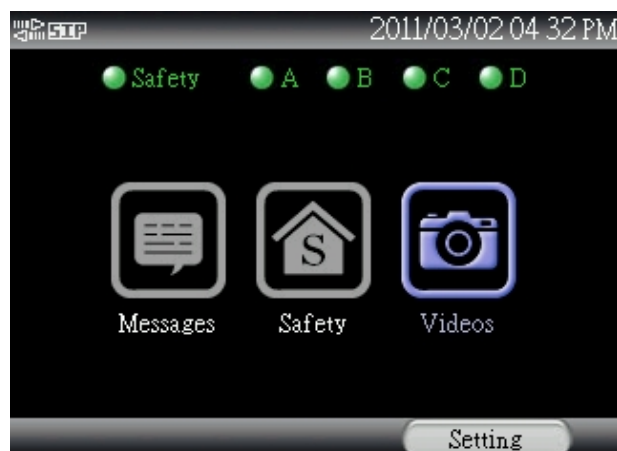 SIP 2011/03/02 04 32 PM
Safety A B C D
S
Messages Safety Videos
Setting